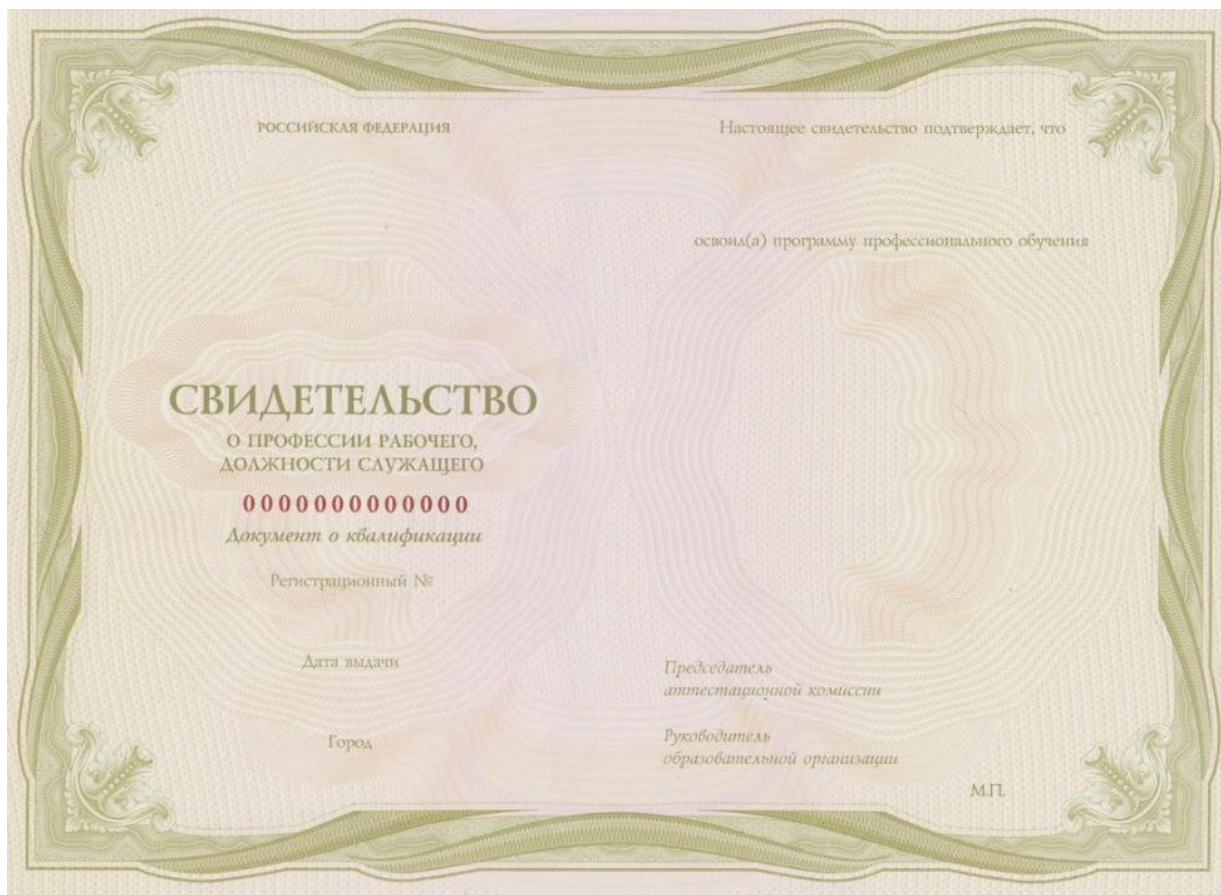 РОССИЙСКАЯ ФЕДЕРАЦИЯ
СВИДЕТЕЛЬСТВО
О ПРОФЕССИИ РАБОЧЕГО,
ДОЛЖНОСТИ СЛУЖАЩЕГО
0000000000000
Документ о квалификации
Регистрационный №
Дата выдачи
Город
Настоящее свидетельство подтверждает, что
освоил(а) программу профессионального обучения
Председатель
аттестационной комиссии
Руководитель
образовательной организации
М.П.